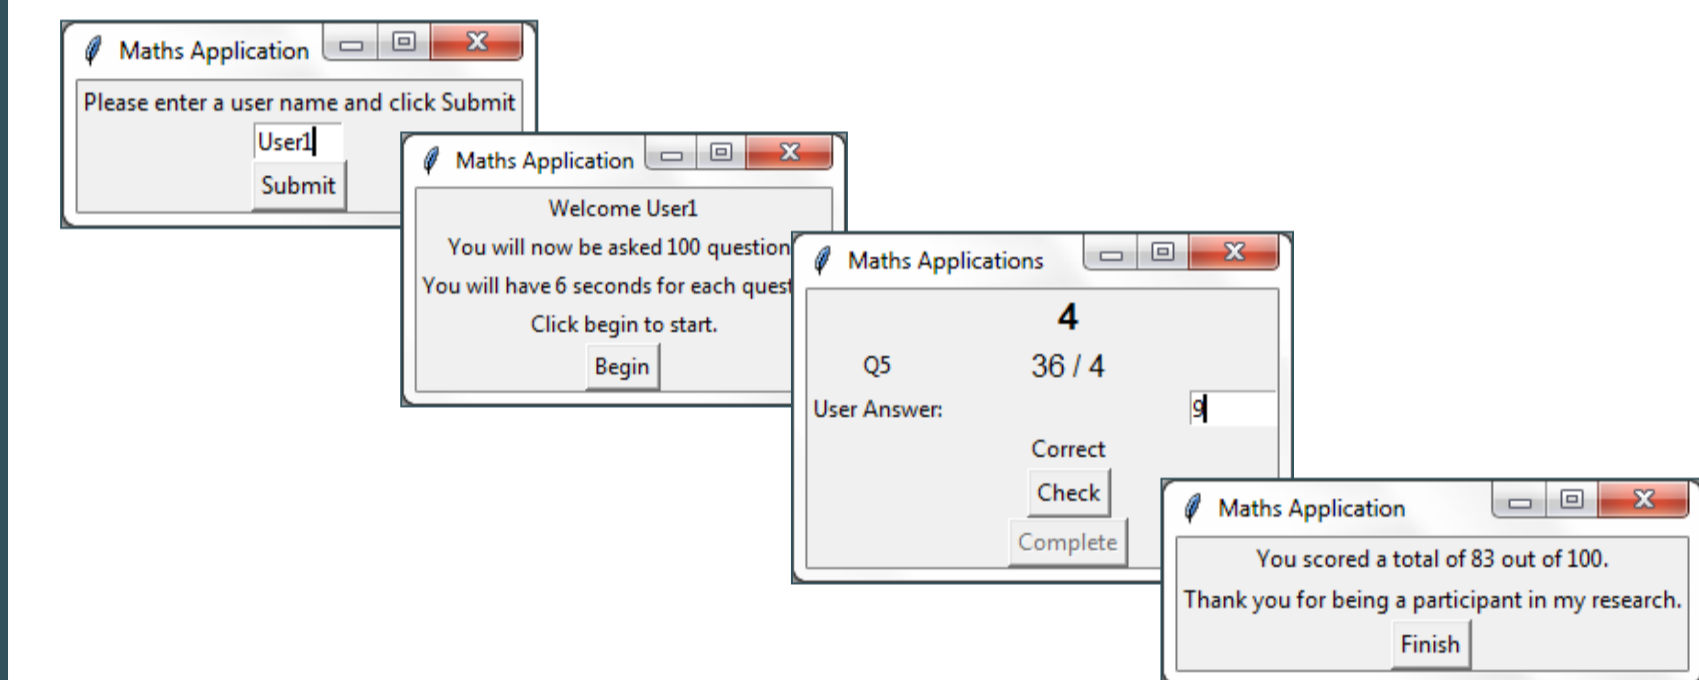 Maths Application
Please enter a user name and click Submit
User1
Submit
Maths Application
Welcome User1
You will now be asked 100 question
You will have 6 seconds for each quest
Click begin to start.
Begin
Maths Applications
4
Q5 36 / 4
User Answer: 9
Correct
Check
Complete
Maths Application
You scored a total of 83 out of 100.
Thank you for being a participant in my research.
Finish